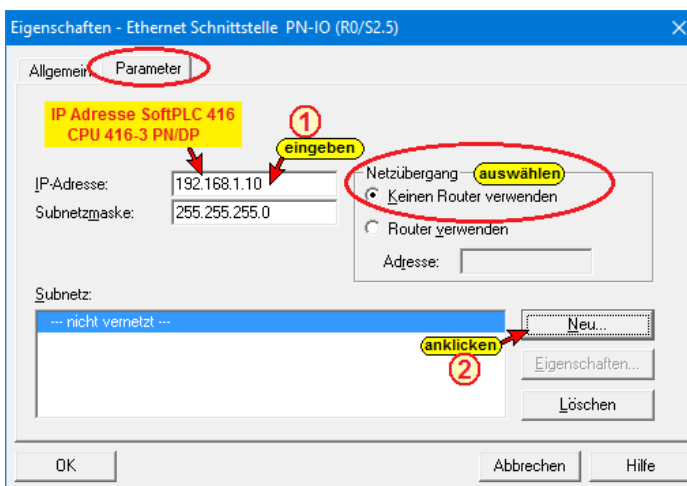 Eigenschaften - Ethernet Schnittstelle PN-IO (R0/S2.5)
Allgemein Parameter
IP Adresse SoftPLC 416
CPU 416-3 PN/DP
1
eingeben
IP-Adresse: 192.168.1.10
Subnetzmaske: 255.255.255.0
Netzübergang auswählen
Keinen Router verwenden
Router verwenden
Adresse:
Subnetz:
--- nicht vernetzt ---
Neu...
anklicken
2
Eigenschaften...
Löschen
OK Abbrechen Hilfe